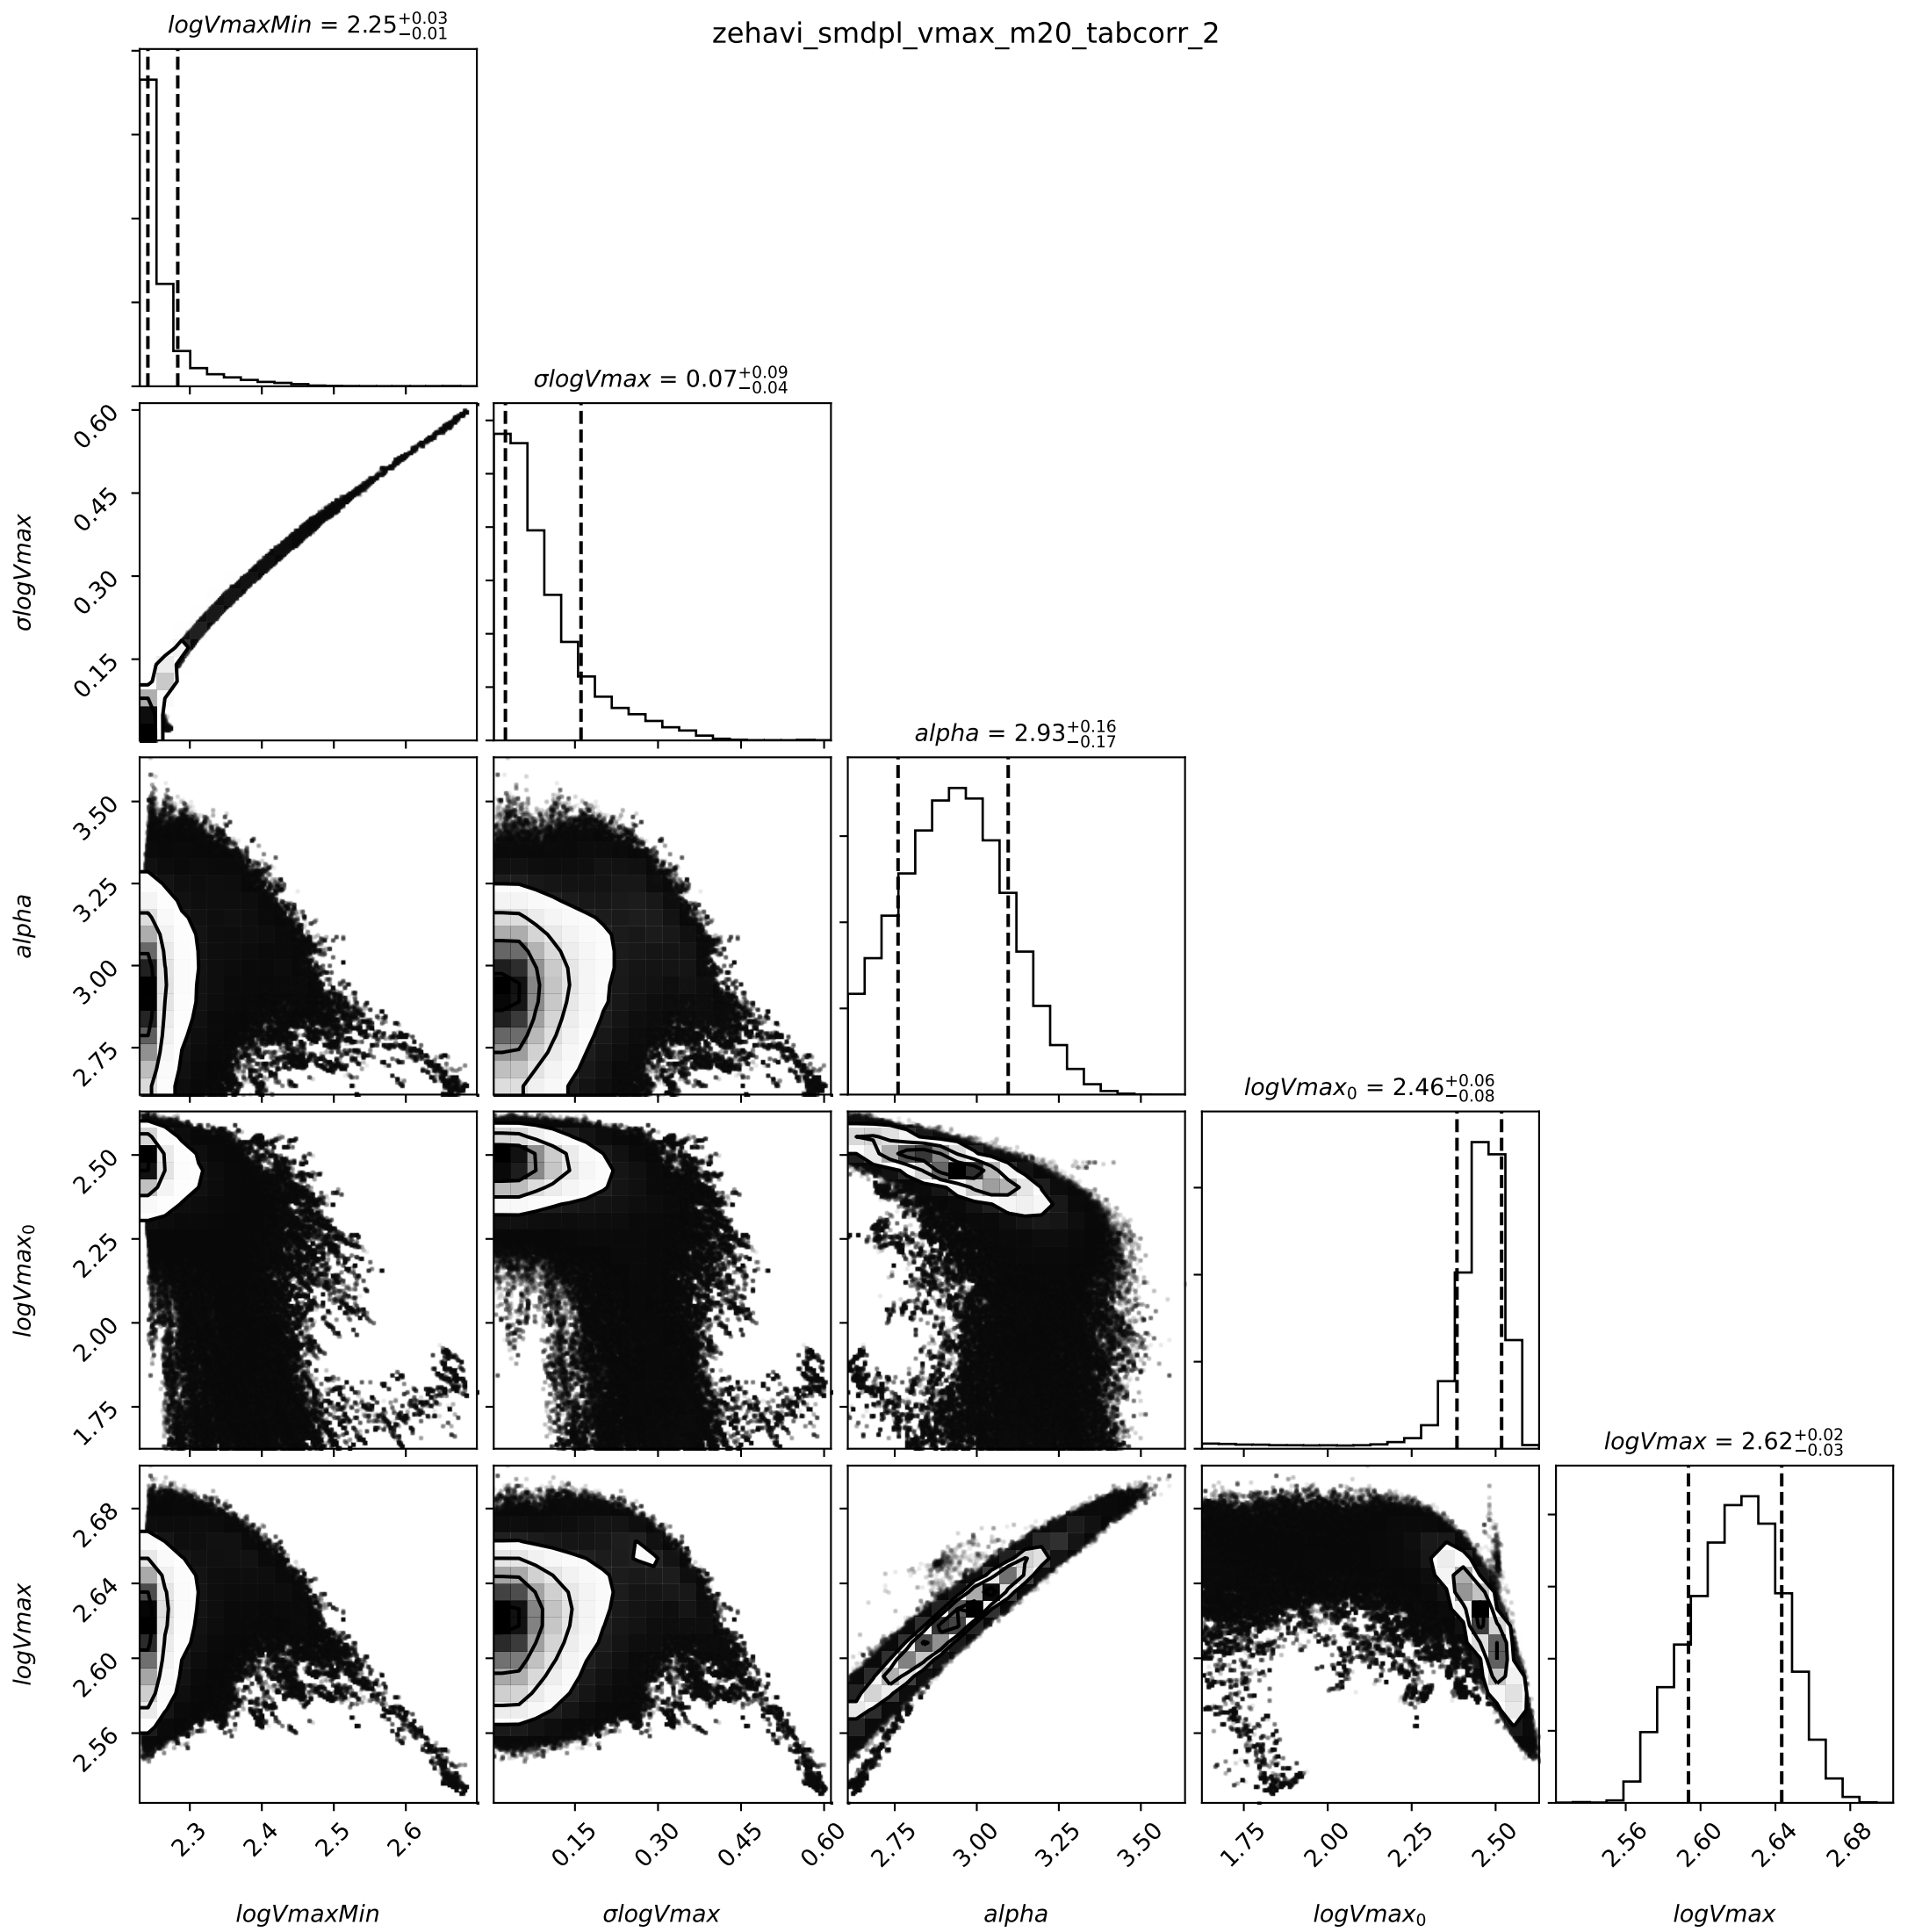 zehavi_smdpl_vmax_m20_tabcorr_2
logVmaxMin = 2.25+0.03−0.01
σlogVmax = 0.07+0.09−0.04
0.60
0.45
0.30
0.15
σlogVmax
alpha = 2.93+0.16−0.17
3.50
3.25
3.00
2.75
alpha
logVmax0 = 2.46+0.06−0.08
2.50
2.25
2.00
1.75
logVmax0
logVmax = 2.62+0.02−0.03
2.68
2.64
2.60
2.56
logVmax
2.3 2.4 2.5 2.6 0.15 0.30 0.45 0.60 2.75 3.00 3.25 3.50 1.75 2.00 2.25 2.50 2.56 2.60 2.64 2.68
logVmaxMin σlogVmax alpha logVmax0 logVmax